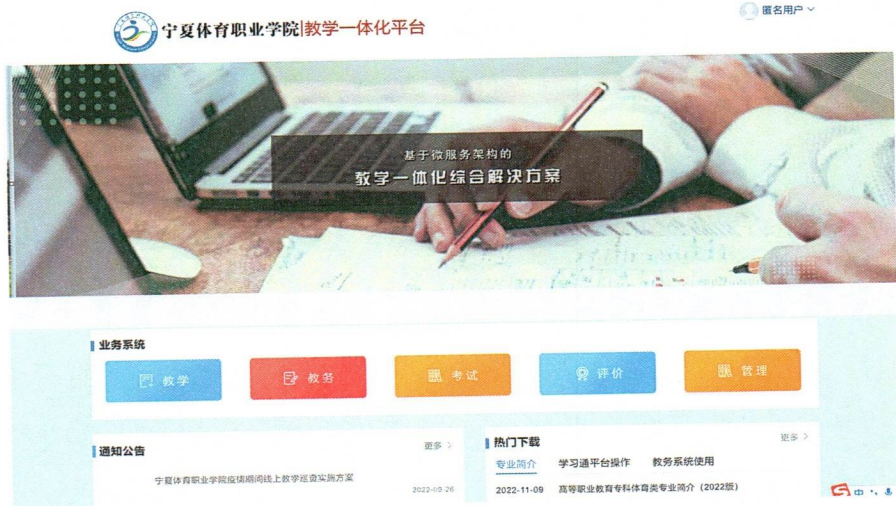 宁夏体育职业学院|教学一体化平台
匿名用户
基于微服务架构的
教学一体化综合解决方案
业务系统
教学
教务
考试
评价
管理
通知公告
更多
宁夏体育职业学院疫情期间线上教学巡查实施方案
2022-09-26
热门下载
更多
专业简介 学习通平台操作 教务系统使用
2022-11-09 高等职业教育专科体育类专业简介（2022版）
中